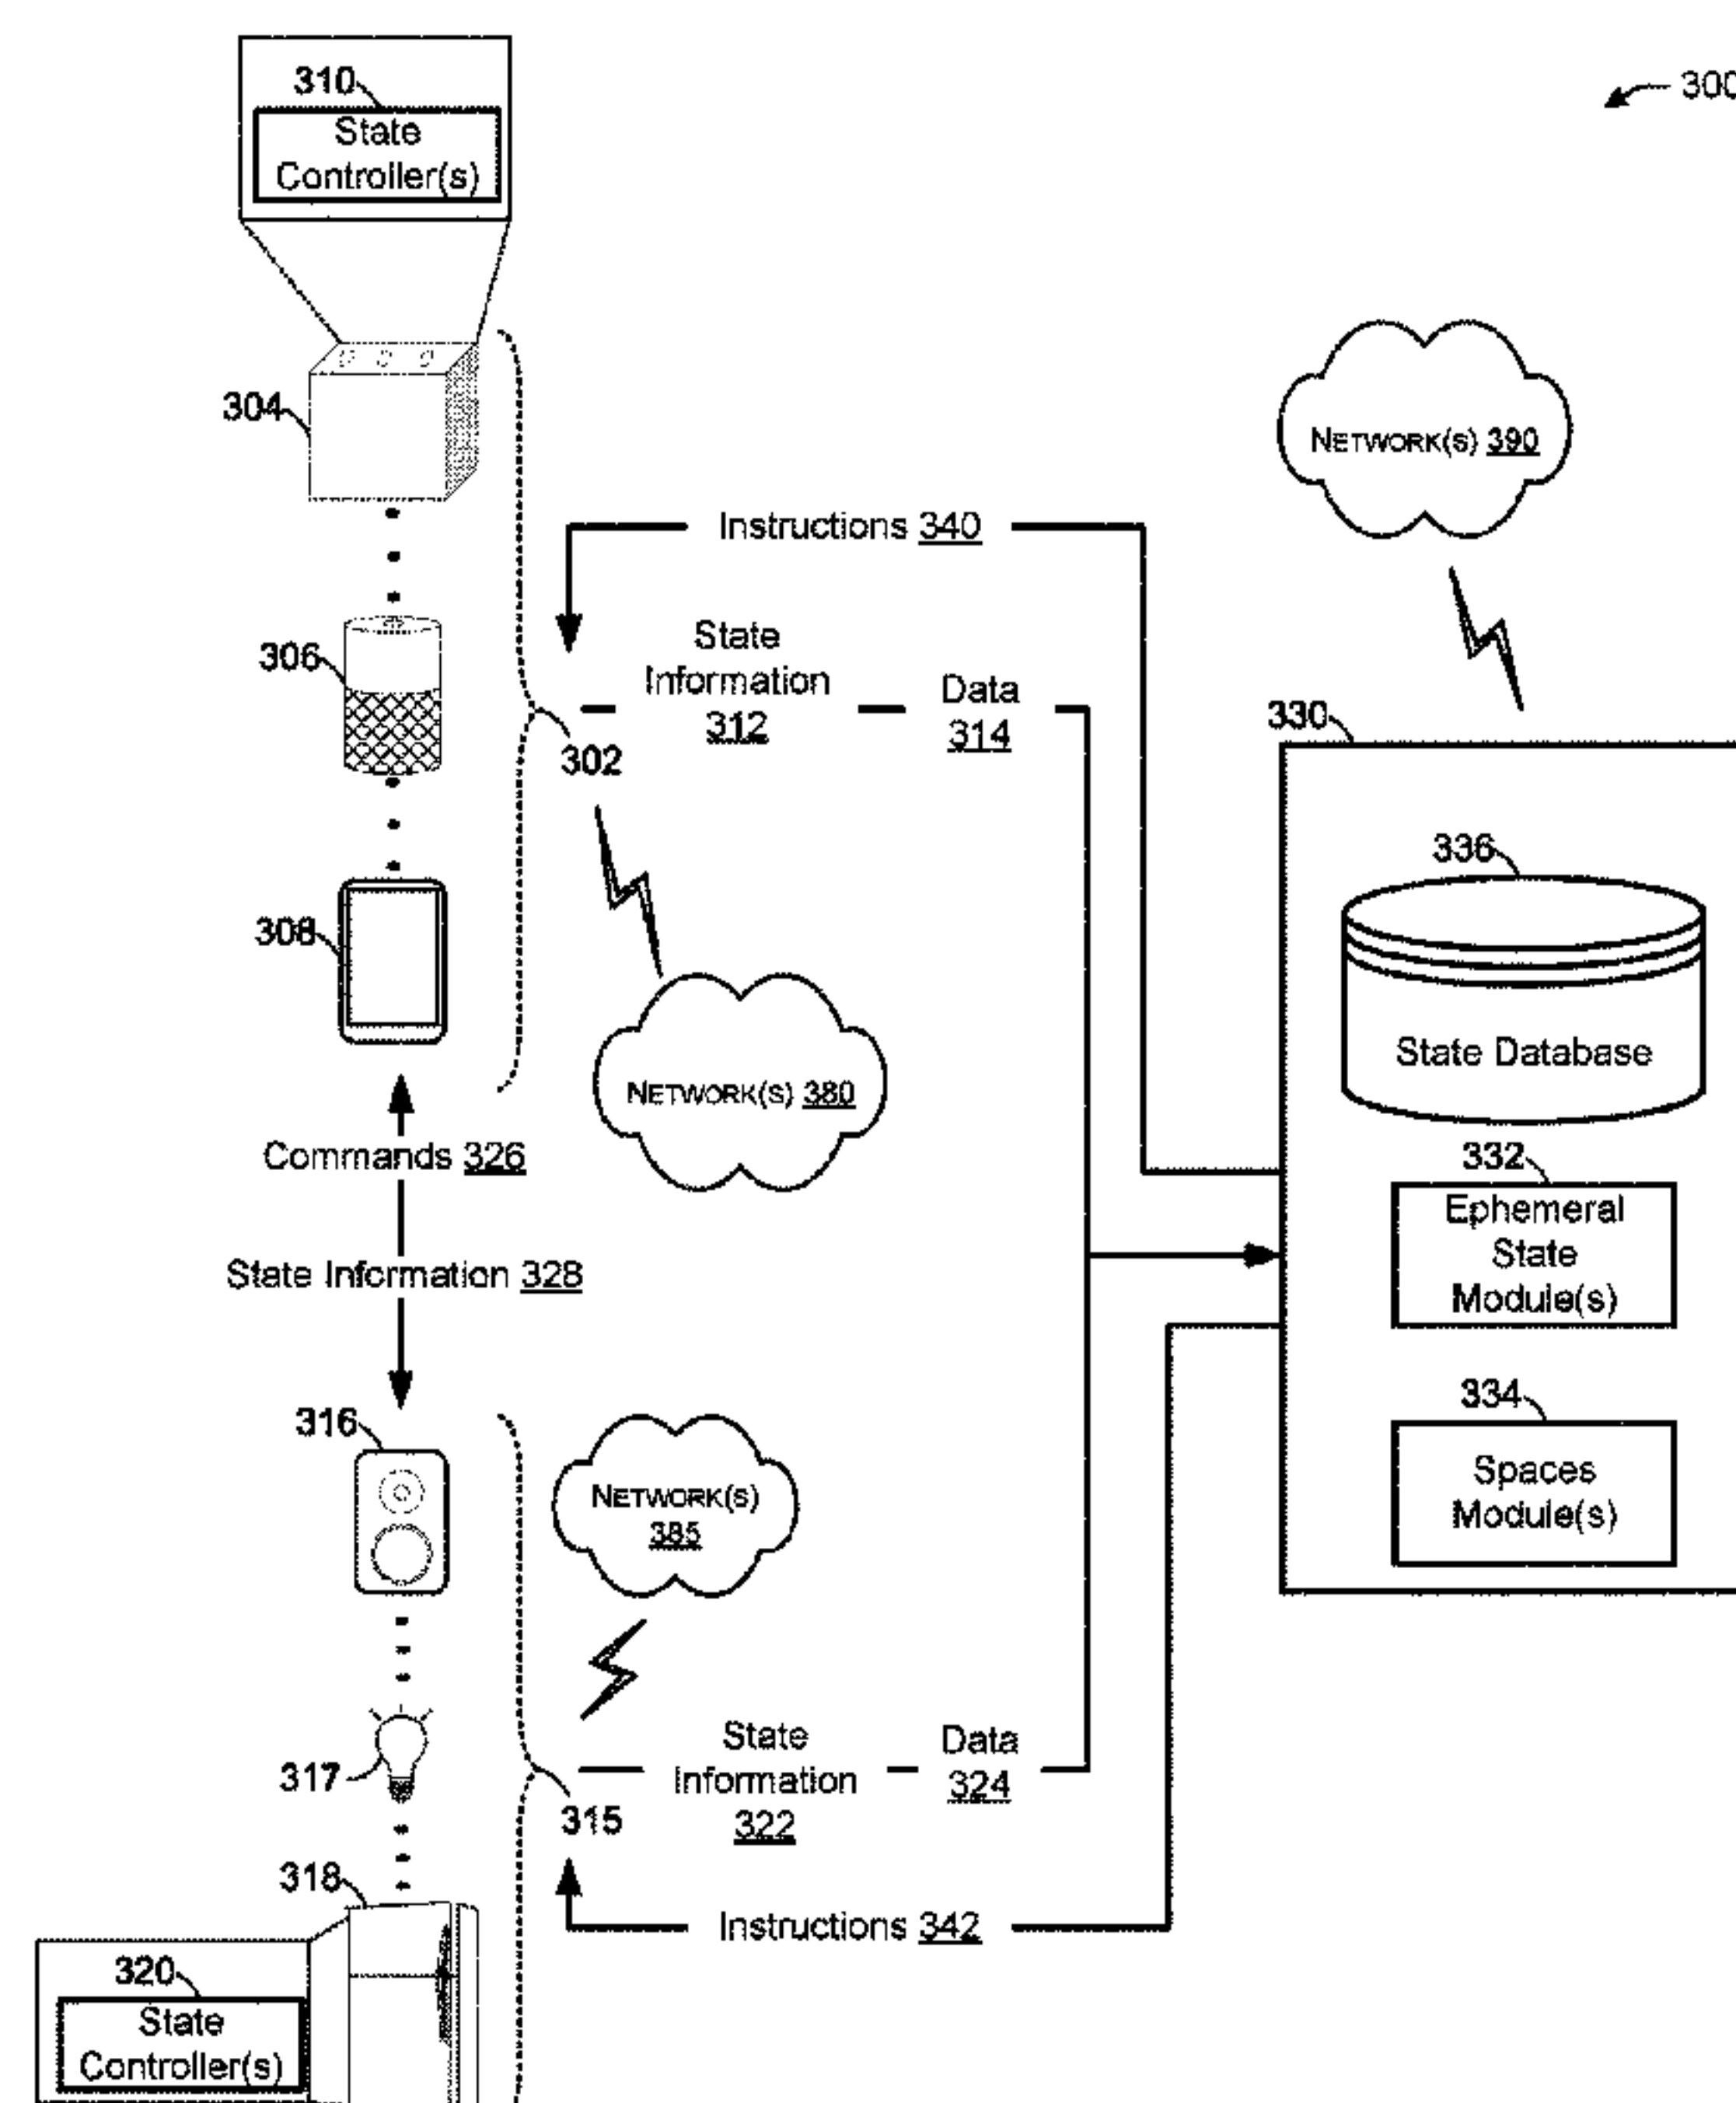 310
State
Controller(s)
300
304
NETWORK(S) 390
Instructions 340
306
State
Information
312
Data
314
302
330
336
308
State Database
NETWORK(S) 380
Commands 326
332
Ephemeral
State
Module(s)
State Information 328
334
316
Spaces
Module(s)
NETWORK(S)
385
317
State
Information
322
Data
324
315
318
Instructions 342
320
State
Controller(s)